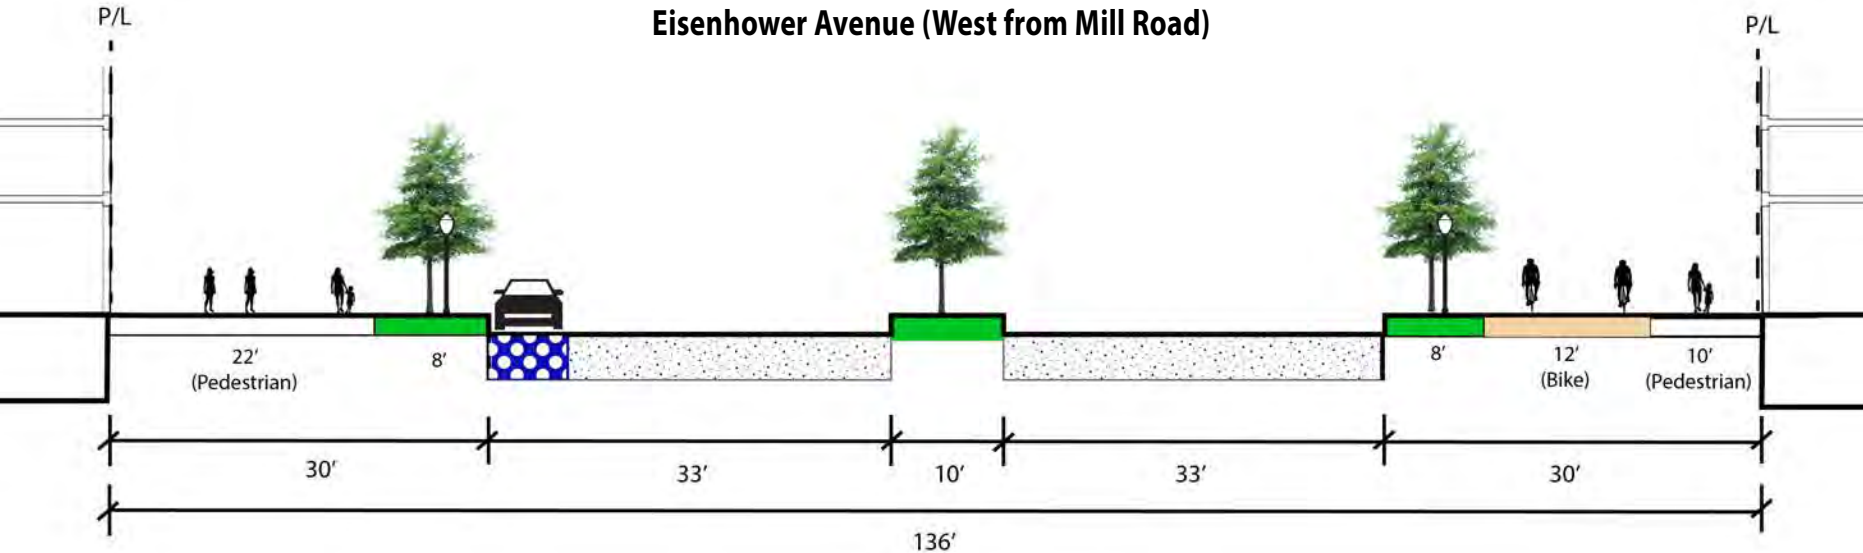 Eisenhower Avenue (West from Mill Road)
P/L
P/L
22'
(Pedestrian)
8'
8'
12'
(Bike)
10'
(Pedestrian)
30'
33'
10'
33'
30'
136'